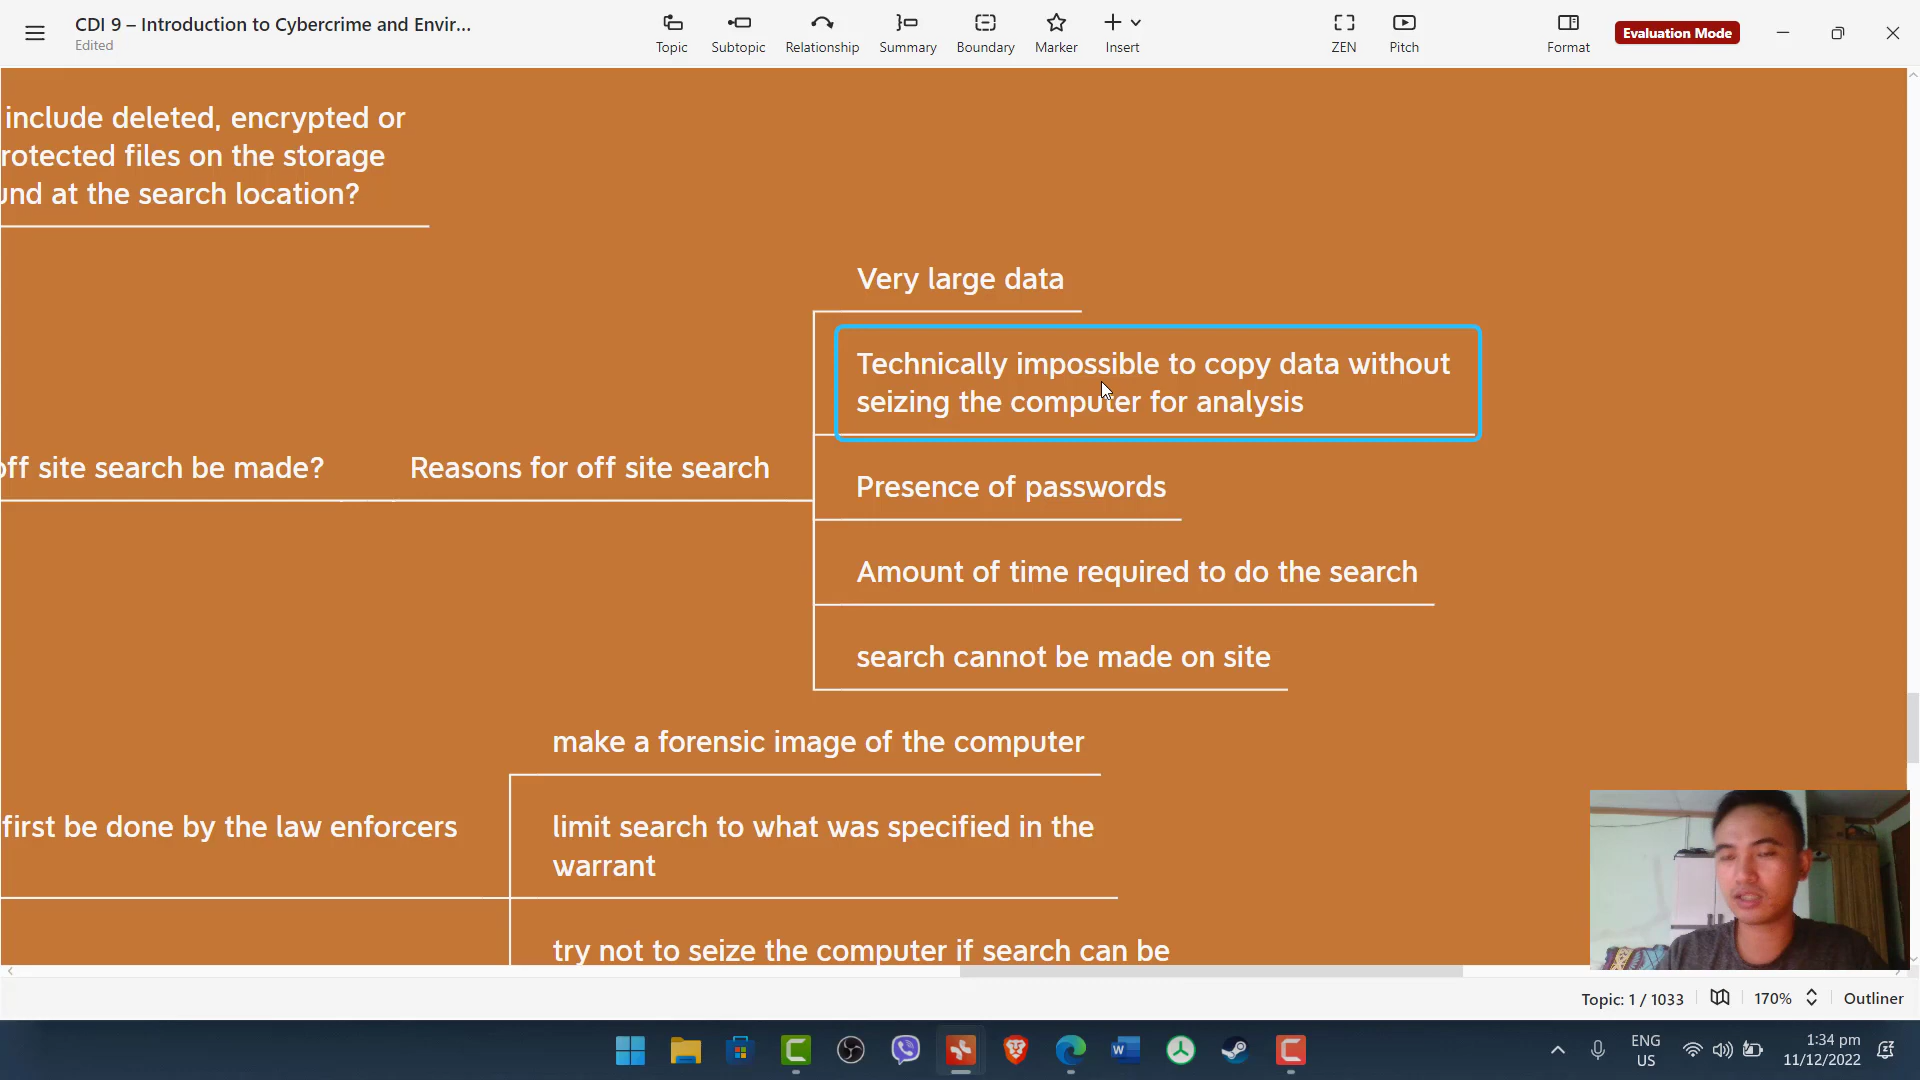 CDI 9 – Introduction to Cybercrime and Envir...
Edited
Topic
Subtopic
Relationship
Summary
Boundary
Marker
Insert
ZEN
Pitch
Format
Evaluation Mode
include deleted, encrypted or
rotected files on the storage
und at the search location?
Very large data
Technically impossible to copy data without
seizing the computer for analysis
off site search be made?
Reasons for off site search
Presence of passwords
Amount of time required to do the search
search cannot be made on site
make a forensic image of the computer
first be done by the law enforcers
limit search to what was specified in the
warrant
try not to seize the computer if search can be
Topic: 1 / 1033
170%
Outliner
ENG
US
1:34 pm
11/12/2022